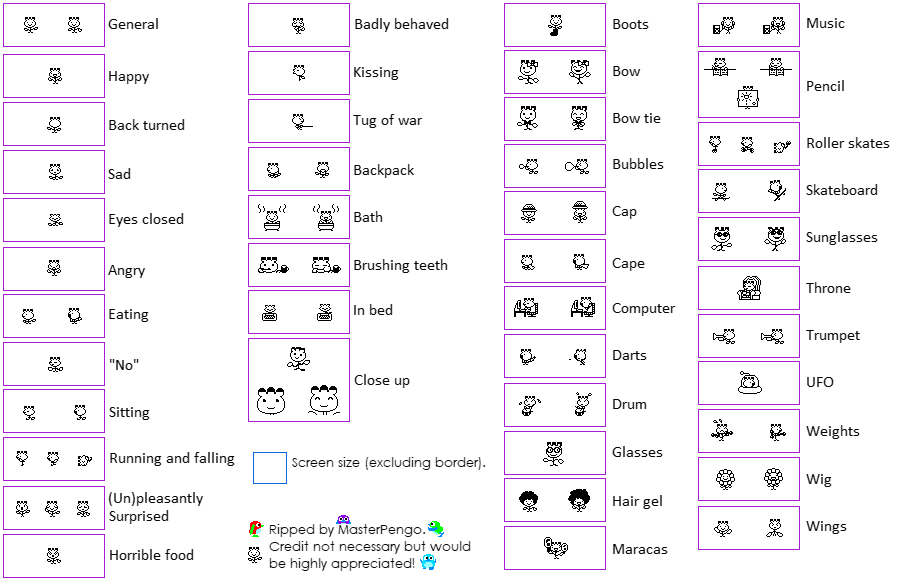 General
Happy
Back turned
Sad
Eyes closed
Angry
Eating
"No"
Sitting
Running and falling
(Un)pleasantly
Surprised
Horrible food
Badly behaved
Kissing
Tug of war
Backpack
Bath
Brushing teeth
In bed
Close up
Screen size (excluding border).
Ripped by MasterPengo.
Credit not necessary but would
be highly appreciated!
Boots
Bow
Bow tie
Bubbles
Cap
Cape
Computer
Darts
Drum
Glasses
Hair gel
Maracas
Music
Pencil
Roller skates
Skateboard
Sunglasses
Throne
Trumpet
UFO
Weights
Wig
Wings